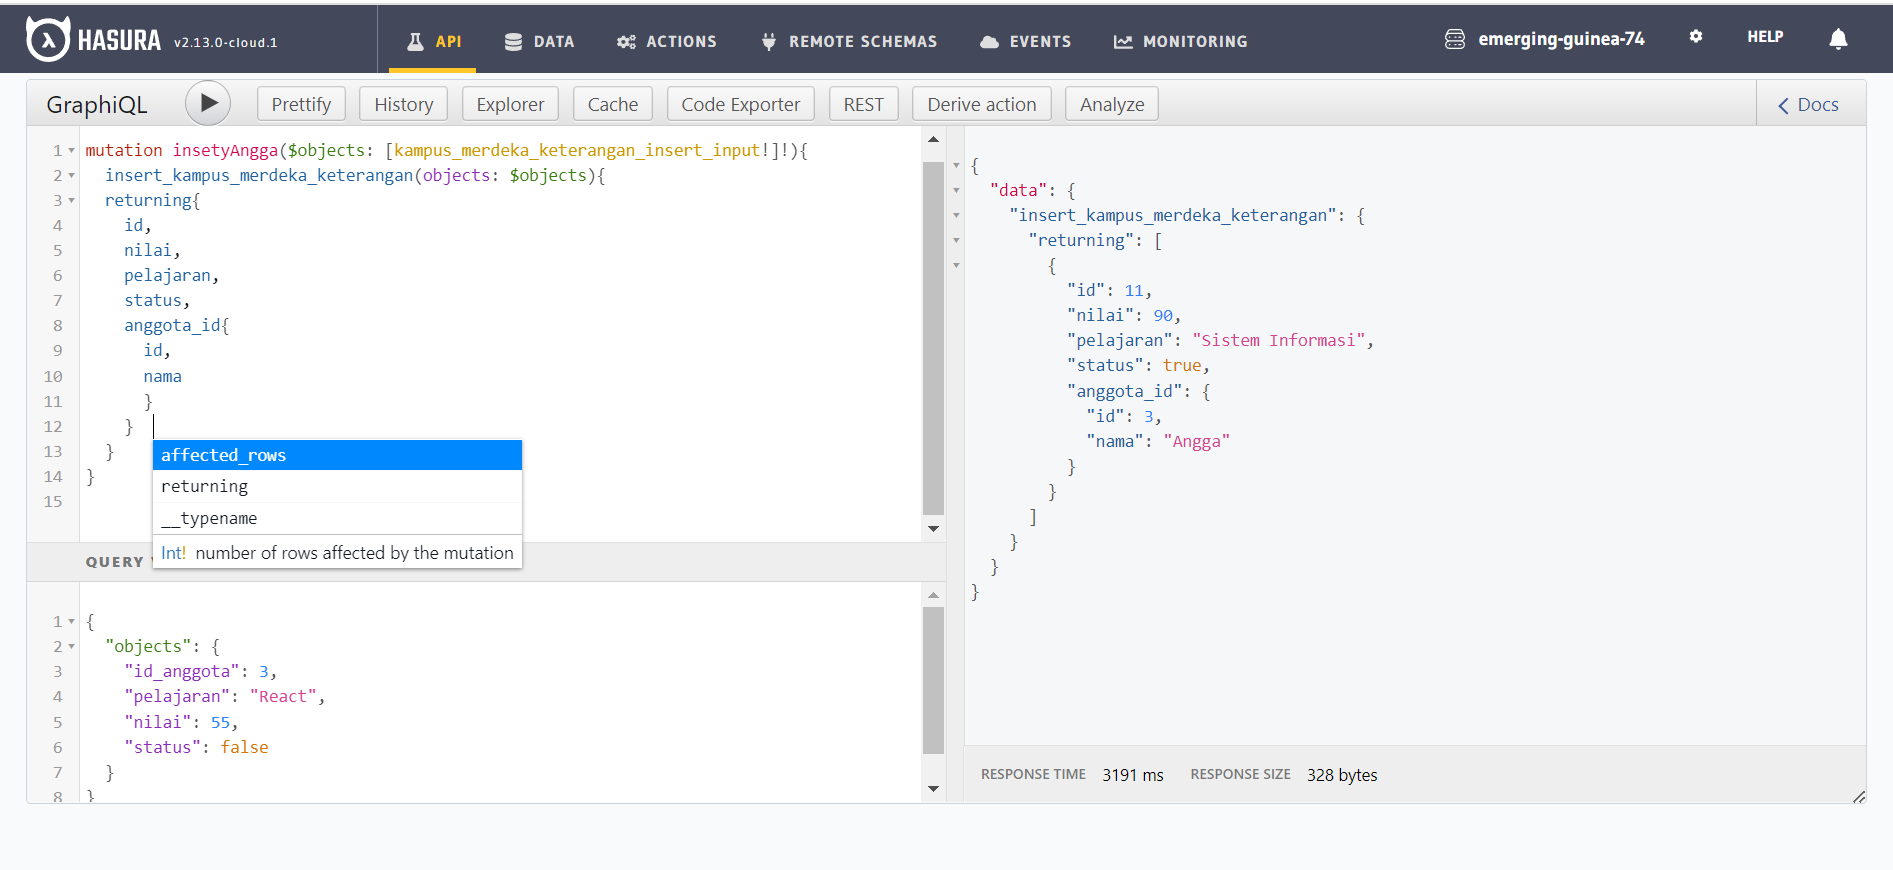 HASURA v2.13.0-cloud.1 API DATA ACTIONS REMOTE SCHEMAS EVENTS MONITORING emerging-guinea-74 HELP
GraphiQL Prettify History Explorer Cache Code Exporter REST Derive action Analyze Docs
1 mutation insetyAngga($objects: [kampus_merdeka_keterangan_insert_input!]!){
2 insert_kampus_merdeka_keterangan(objects: $objects){
3 returning{
4 id,
5 nilai,
6 pelajaran,
7 status,
8 anggota_id{
9 id,
10 nama
11 }
12 }
13 }
14 }
15
affected_rows
returning
__typename
Int! number of rows affected by the mutation
QUERY
1 {
2 "objects": {
3 "id_anggota": 3,
4 "pelajaran": "React",
5 "nilai": 55,
6 "status": false
7 }
8 }
{
"data": {
"insert_kampus_merdeka_keterangan": {
"returning": [
{
"id": 11,
"nilai": 90,
"pelajaran": "Sistem Informasi",
"status": true,
"anggota_id": {
"id": 3,
"nama": "Angga"
}
}
]
}
}
}
RESPONSE TIME 3191 ms RESPONSE SIZE 328 bytes